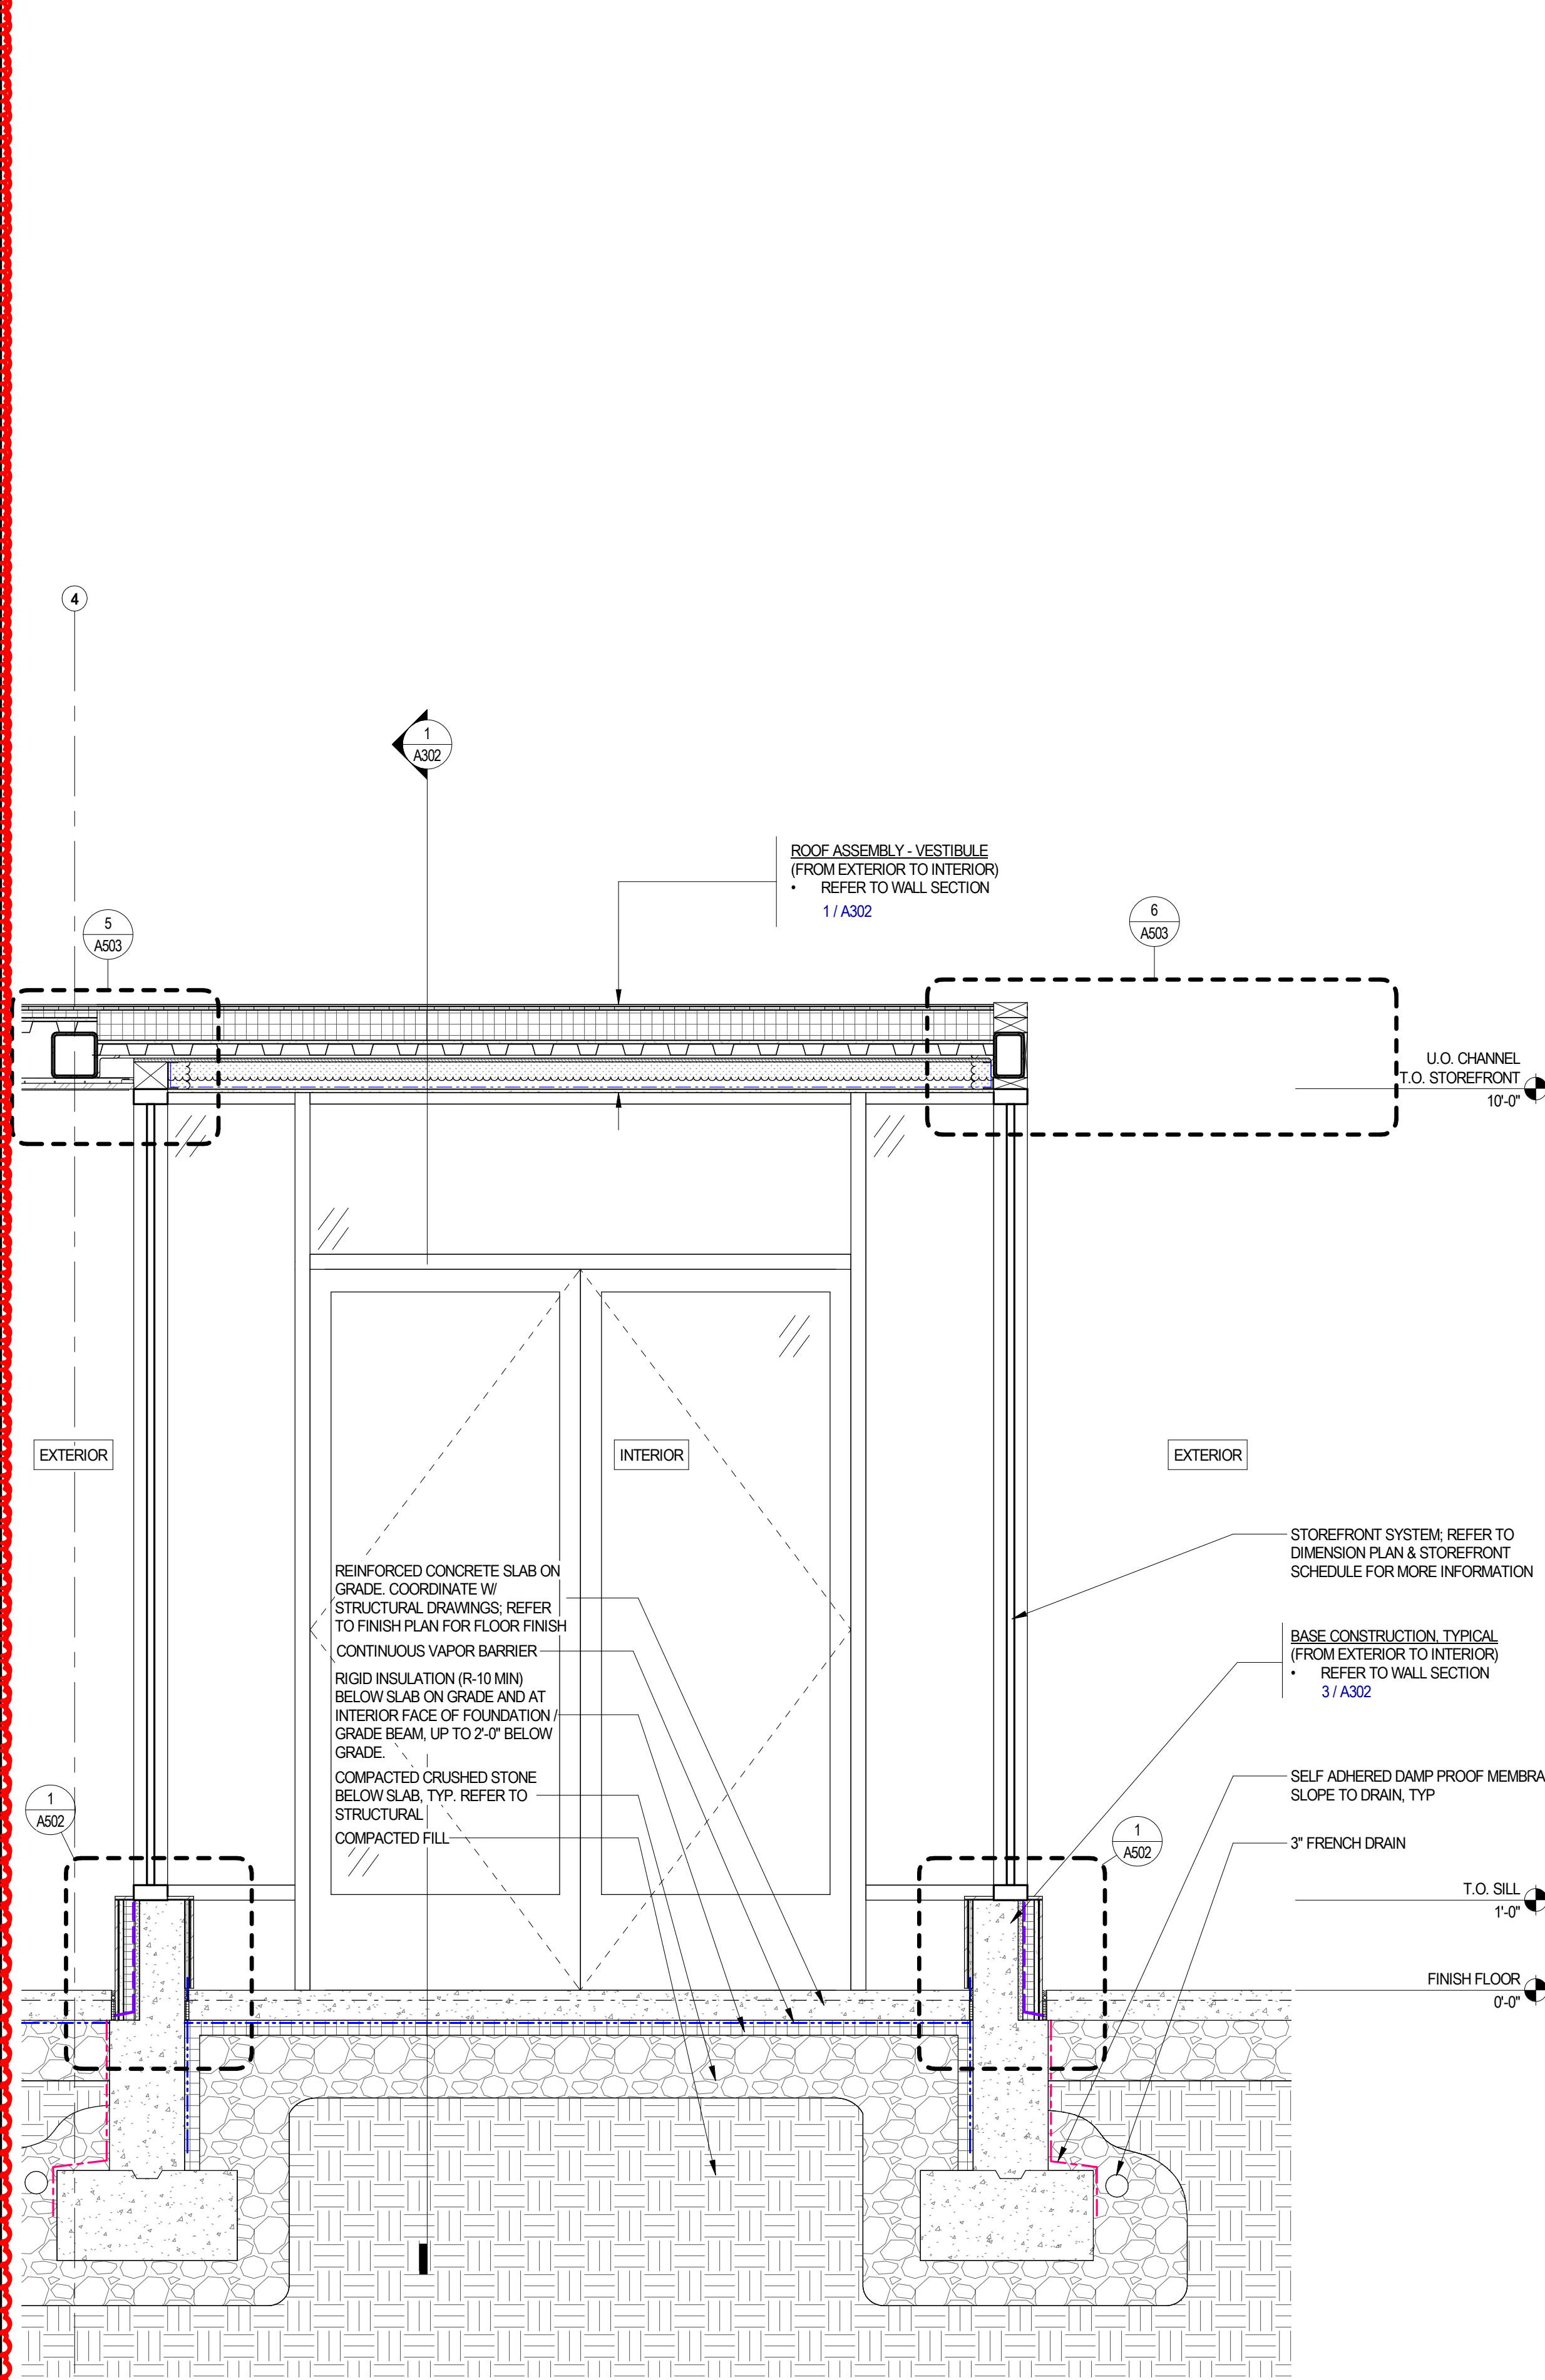 4
1
A302
ROOF ASSEMBLY - VESTIBULE
(FROM EXTERIOR TO INTERIOR)
• REFER TO WALL SECTION
1 / A302
5
A503
6
A503
U.O. CHANNEL
T.O. STOREFRONT
10'-0"
EXTERIOR
INTERIOR
EXTERIOR
STOREFRONT SYSTEM; REFER TO
DIMENSION PLAN & STOREFRONT
SCHEDULE FOR MORE INFORMATION
REINFORCED CONCRETE SLAB ON
GRADE. COORDINATE W/
STRUCTURAL DRAWINGS; REFER
TO FINISH PLAN FOR FLOOR FINISH
CONTINUOUS VAPOR BARRIER
RIGID INSULATION (R-10 MIN)
BELOW SLAB ON GRADE AND AT
INTERIOR FACE OF FOUNDATION /
GRADE BEAM, UP TO 2'-0" BELOW
GRADE.
COMPACTED CRUSHED STONE
BELOW SLAB, TYP. REFER TO
STRUCTURAL
COMPACTED FILL
BASE CONSTRUCTION, TYPICAL
(FROM EXTERIOR TO INTERIOR)
• REFER TO WALL SECTION
3 / A302
SELF ADHERED DAMP PROOF MEMBRA
SLOPE TO DRAIN, TYP
3" FRENCH DRAIN
1
A502
1
A502
T.O. SILL
1'-0"
FINISH FLOOR
0'-0"